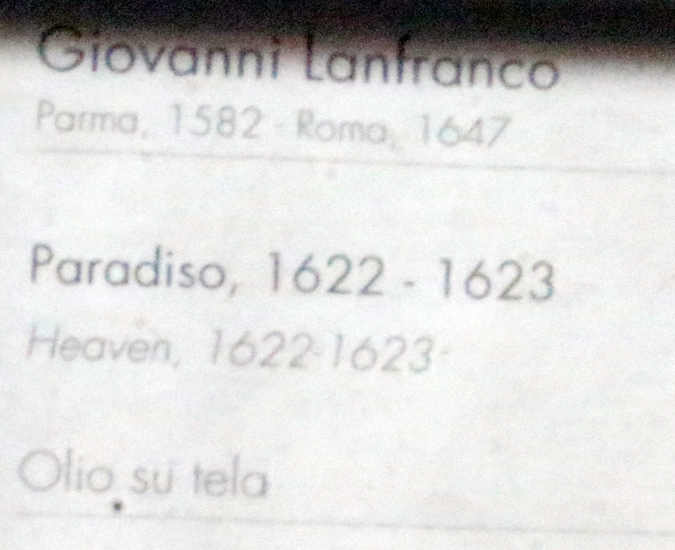 Giovanni Lanfranco
Parma, 1582 - Roma, 1647
Paradiso, 1622 - 1623
Heaven, 1622-1623
Olio su tela